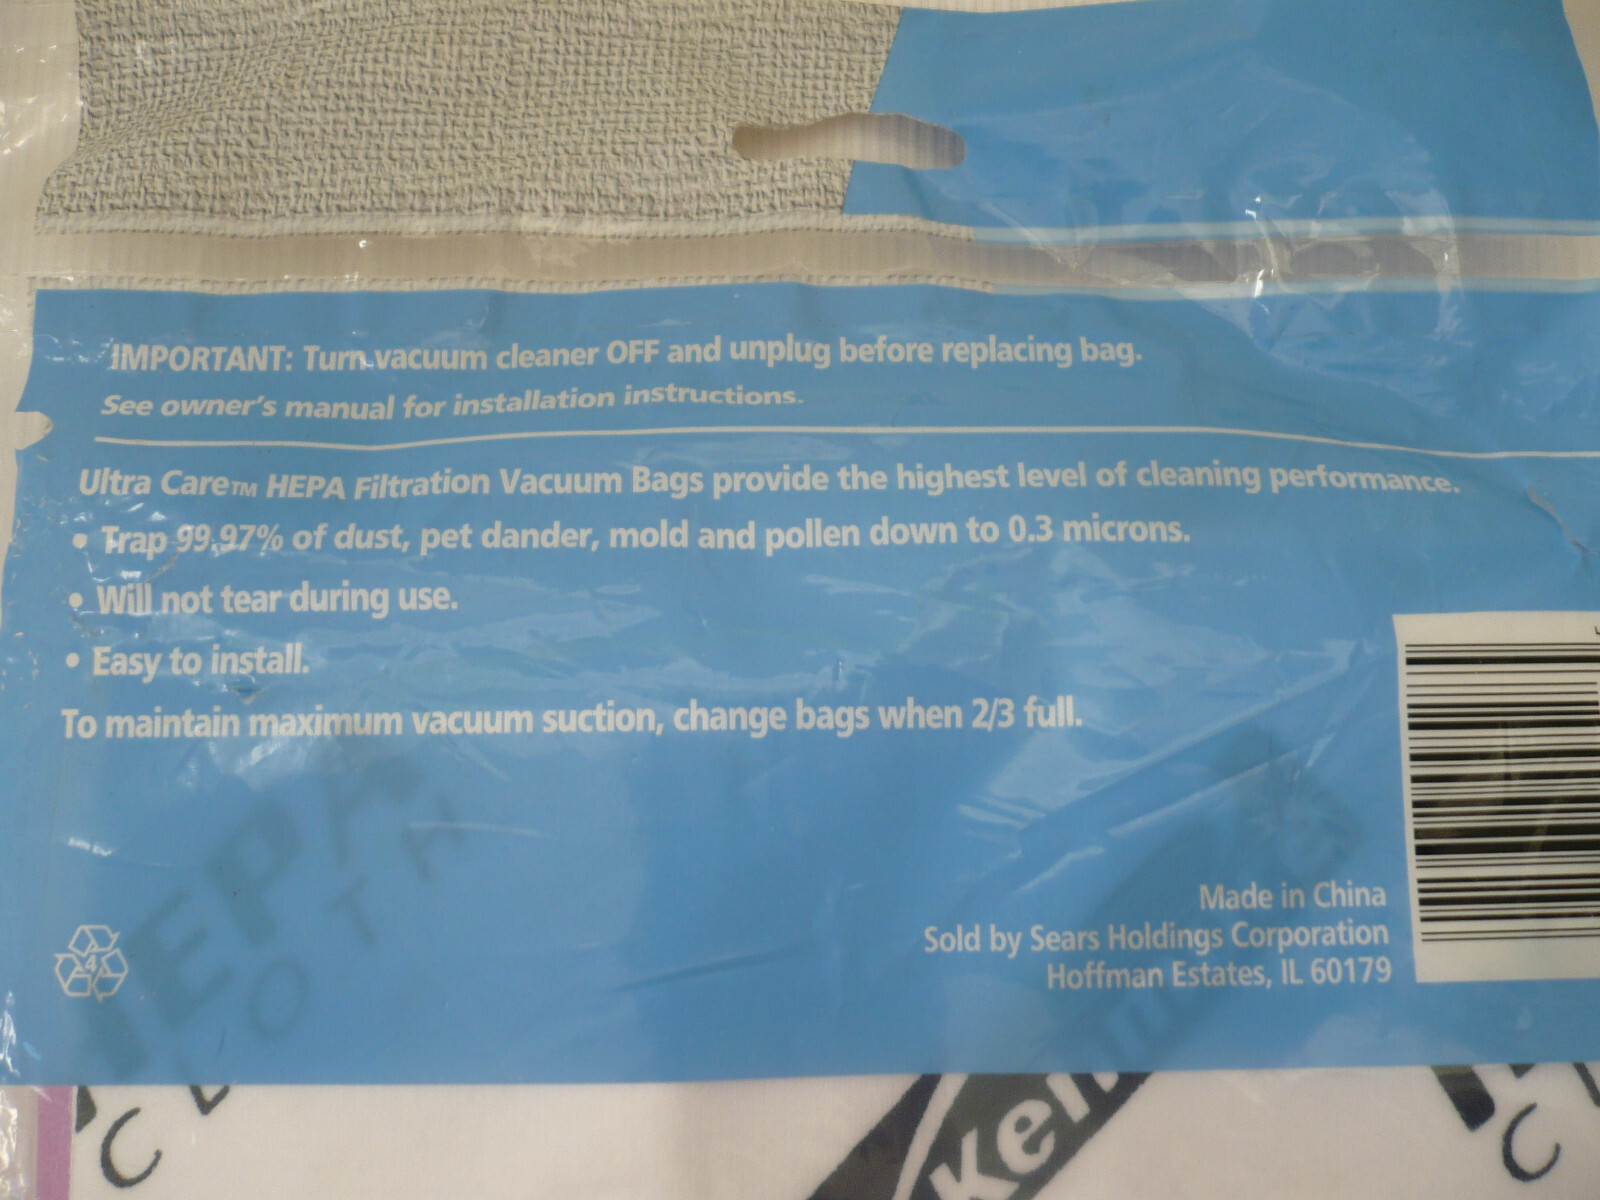 IMPORTANT: Turn vacuum cleaner OFF and unplug before replacing bag.
See owner's manual for installation instructions.
Ultra Care™ HEPA Filtration Vacuum Bags provide the highest level of cleaning performance.
• Trap 99.97% of dust, pet dander, mold and pollen down to 0.3 microns.
• Will not tear during use.
• Easy to install.
To maintain maximum vacuum suction, change bags when 2/3 full.
HEPA
CLOTH
4
Made in China
Sold by Sears Holdings Corporation
Hoffman Estates, IL 60179